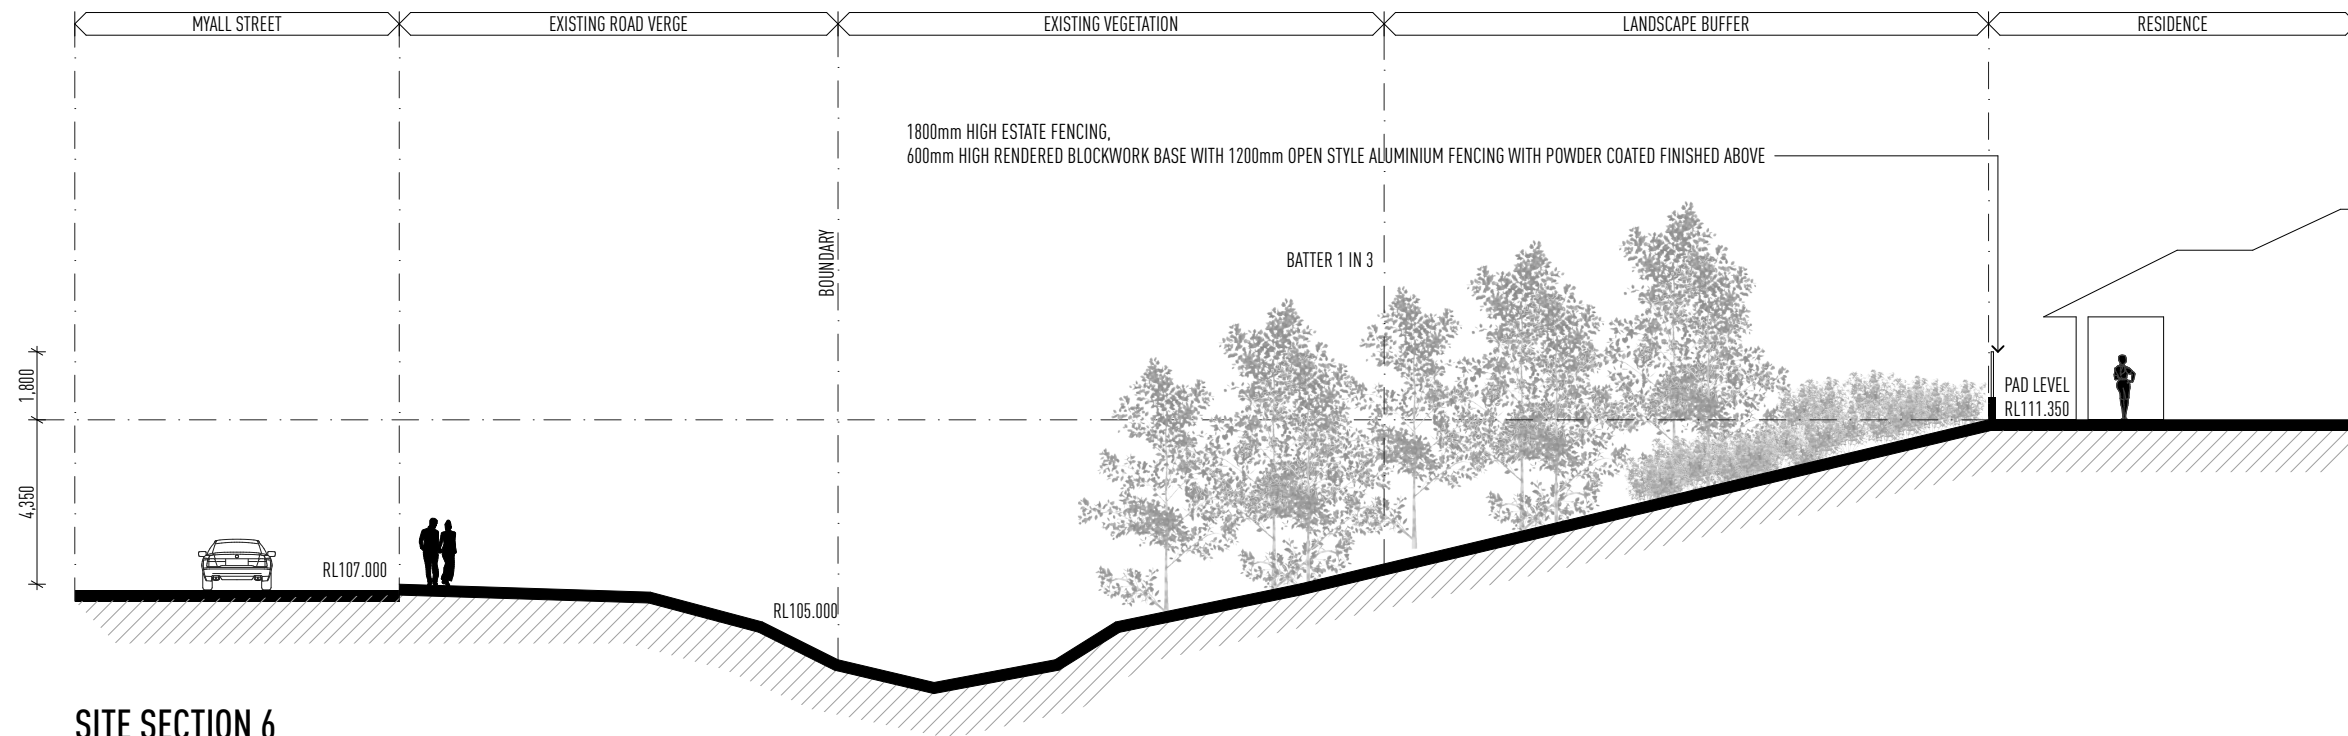 MYALL STREET
EXISTING ROAD VERGE
EXISTING VEGETATION
LANDSCAPE BUFFER
RESIDENCE
1800mm HIGH ESTATE FENCING,
600mm HIGH RENDERED BLOCKWORK BASE WITH 1200mm OPEN STYLE ALUMINIUM FENCING WITH POWDER COATED FINISHED ABOVE
BOUNDARY
BATTER 1 IN 3
1,800
PAD LEVEL
RL111.350
4,350
RL107.000
RL105.000
SITE SECTION 6